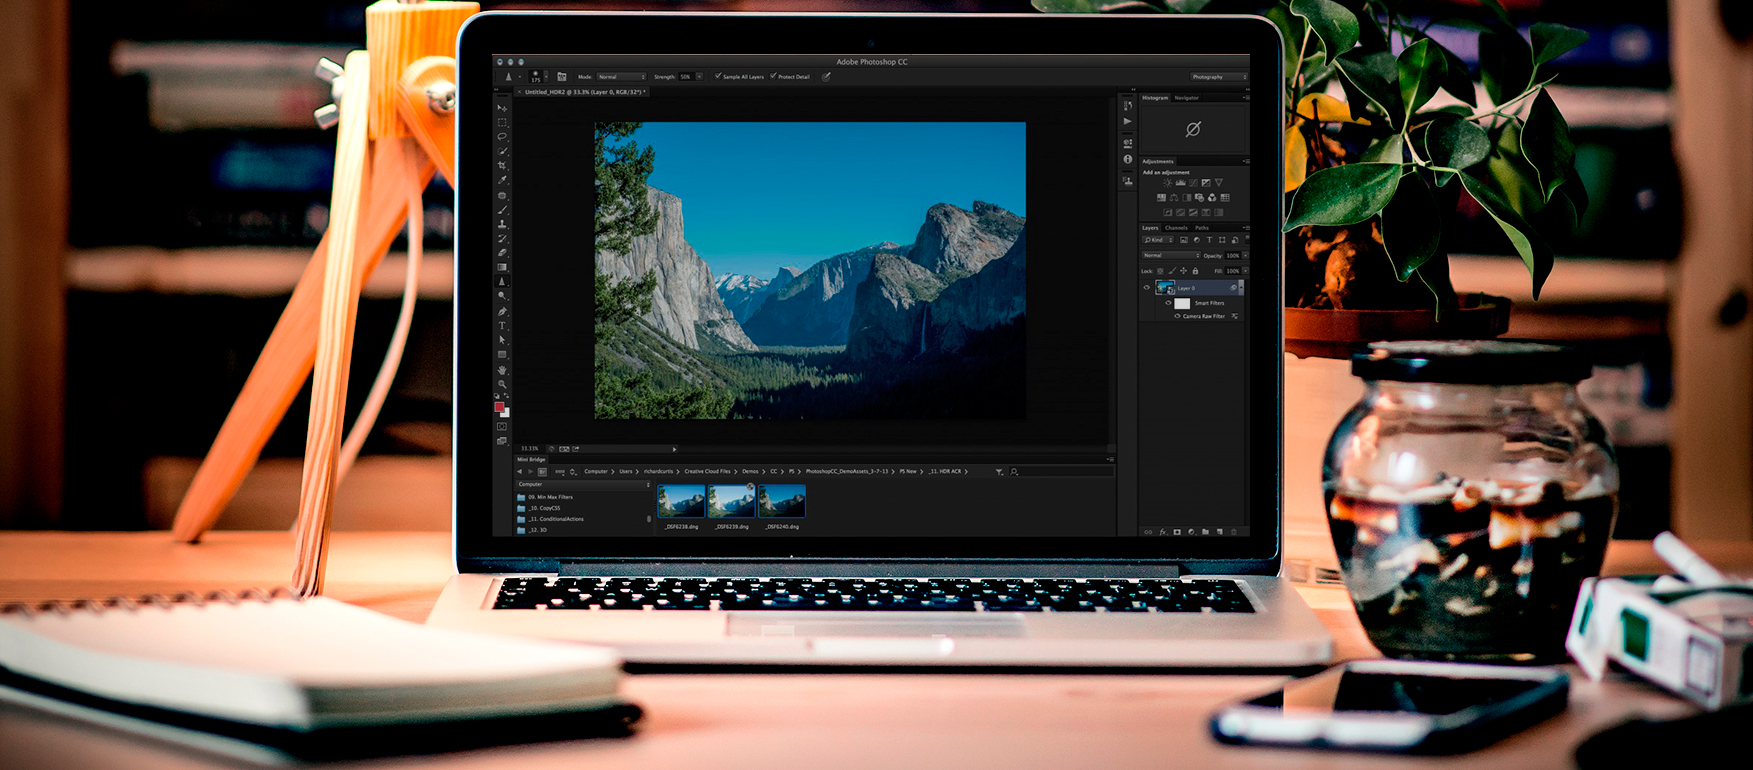 Adobe Photoshop CC
175 Mode: Normal Strength: 50% Sample All Layers Protect Detail Photography
× Untitled_HDR2 @ 33.3% (Layer 0, RGB/32*) *
Histogram Navigator
Adjustments
Add an adjustment
Layers Channels Paths
Kind
Normal Opacity: 100%
Lock: Fill: 100%
Layer 0
Smart Filters
Camera Raw Filter
33.33%
Mini Bridge
Computer > Users > richardcurtis > Creative Cloud Files > Demos > CC > PS > PhotoshopCC_DemoAssets_3-7-13 > PS New > _11. HDR ACR >
Computer
09. Min Max Filters
_10. CopyCSS
_11. ConditionalActions
_12. 3D
_DSF6238.dng _DSF6239.dng _DSF6240.dng
fx